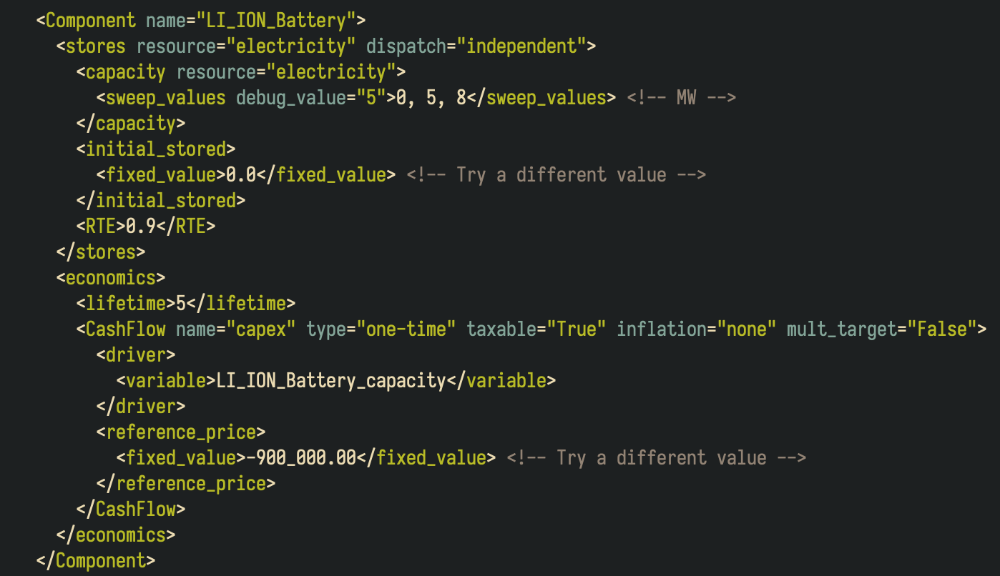 <Component name="LI_ION_Battery">
  <stores resource="electricity" dispatch="independent">
    <capacity resource="electricity">
      <sweep_values debug_value="5">0, 5, 8</sweep_values> <!-- MW -->
    </capacity>
    <initial_stored>
      <fixed_value>0.0</fixed_value> <!-- Try a different value -->
    </initial_stored>
    <RTE>0.9</RTE>
  </stores>
  <economics>
    <lifetime>5</lifetime>
    <CashFlow name="capex" type="one-time" taxable="True" inflation="none" mult_target="False">
      <driver>
        <variable>LI_ION_Battery_capacity</variable>
      </driver>
      <reference_price>
        <fixed_value>-900_000.00</fixed_value> <!-- Try a different value -->
      </reference_price>
    </CashFlow>
  </economics>
</Component>